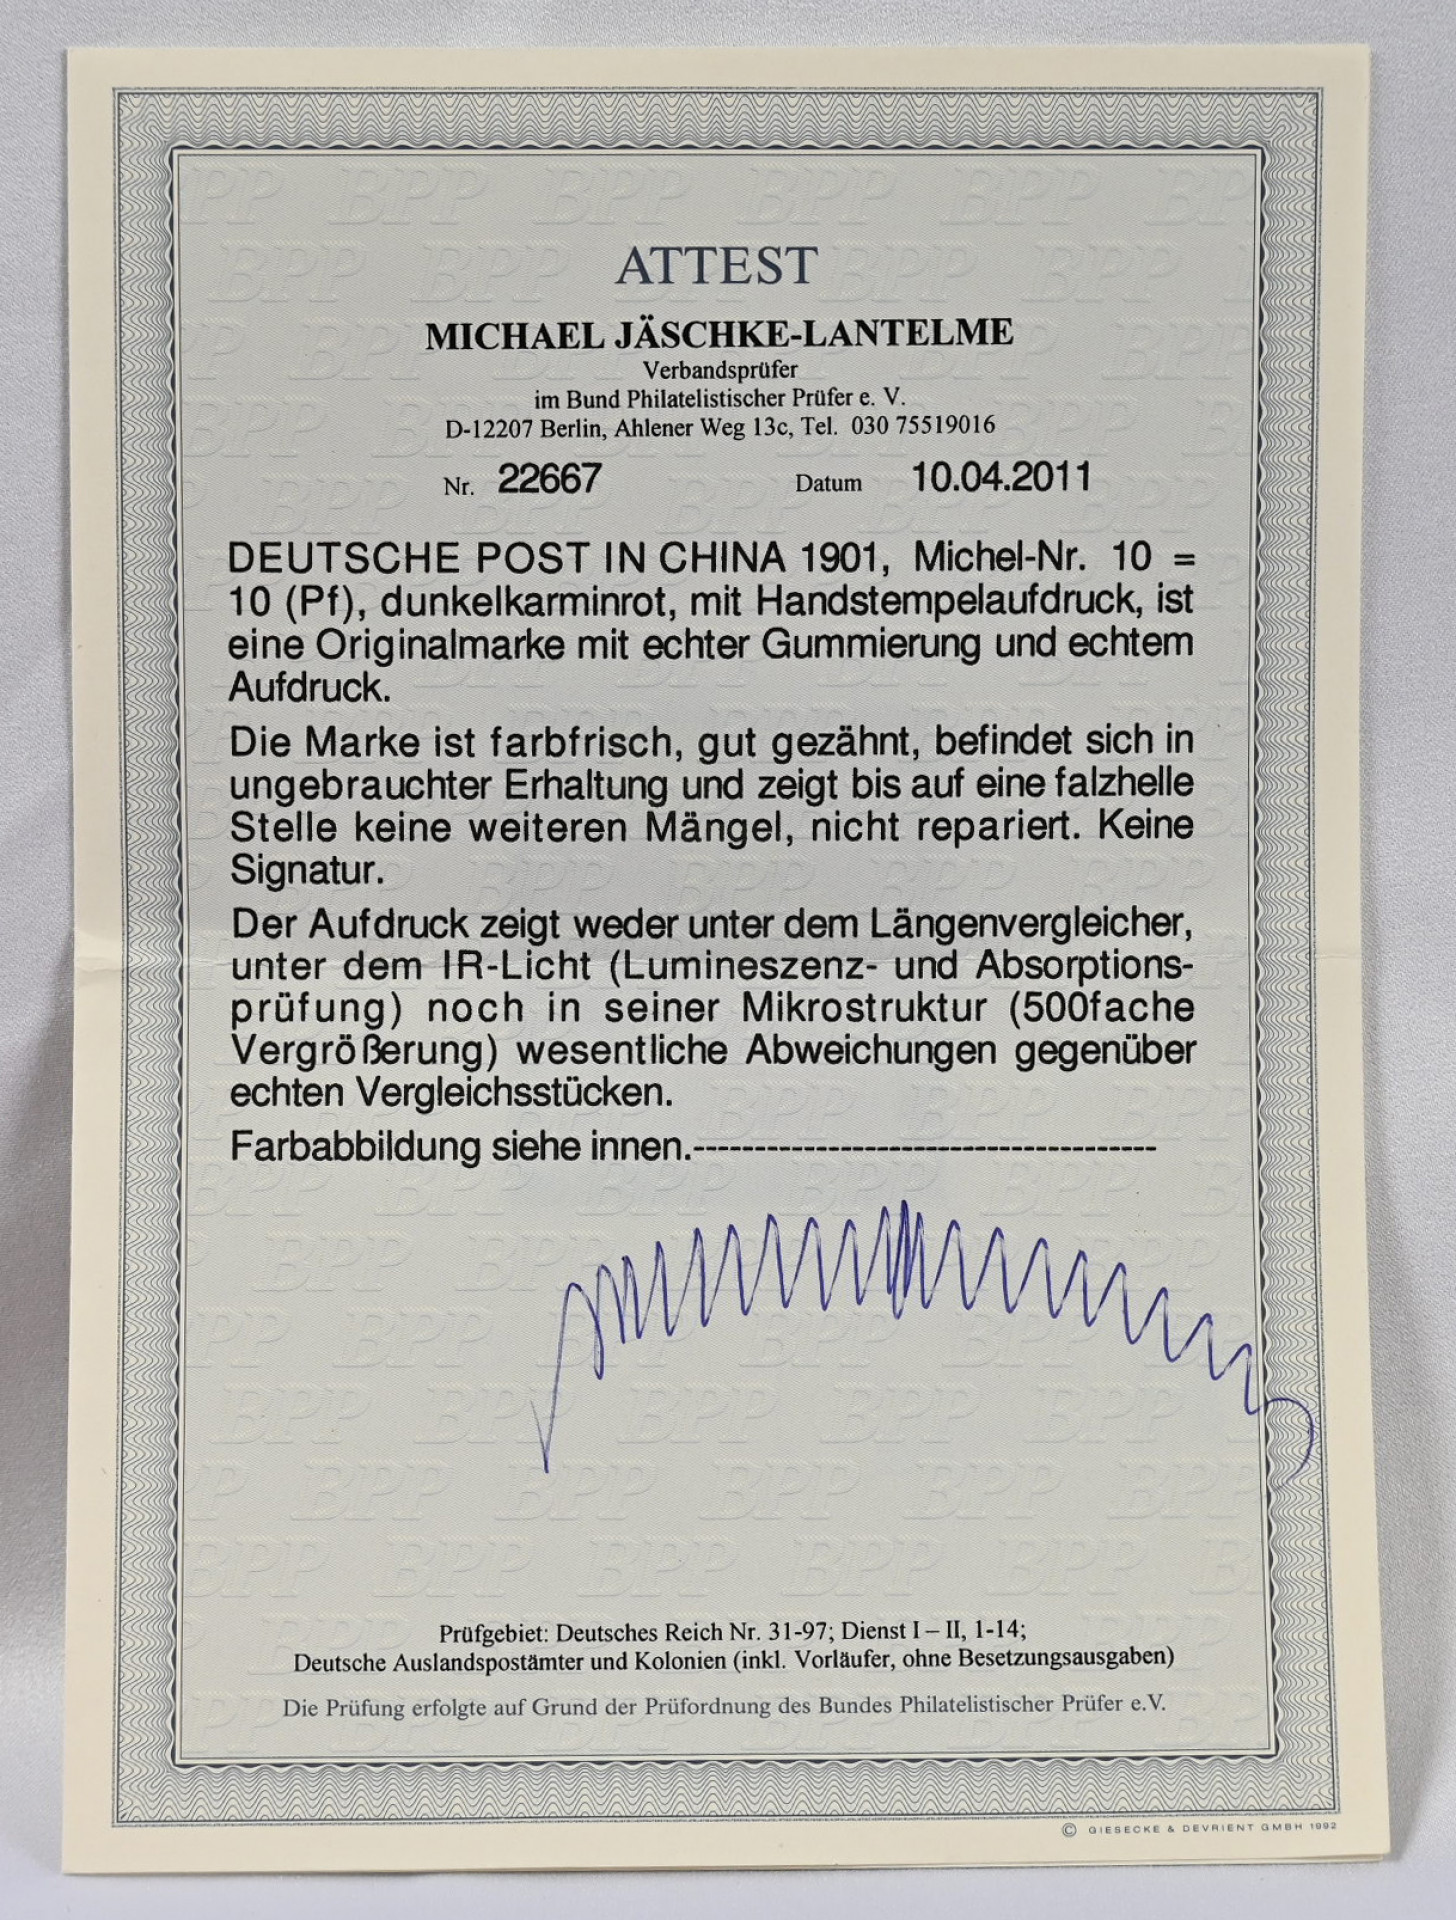 ATTEST
MICHAEL JÄSCHKE-LANTELME
Verbandsprüfer
im Bund Philatelistischer Prüfer e. V.
D-12207 Berlin, Ahlener Weg 13c, Tel. 030 75519016
Nr. 22667 Datum 10.04.2011
DEUTSCHE POST IN CHINA 1901, Michel-Nr. 10 =
10 (Pf), dunkelkarminrot, mit Handstempelaufdruck, ist
eine Originalmarke mit echter Gummierung und echtem
Aufdruck.
Die Marke ist farbfrisch, gut gezähnt, befindet sich in
ungebrauchter Erhaltung und zeigt bis auf eine falzhelle
Stelle keine weiteren Mängel, nicht repariert. Keine
Signatur.
Der Aufdruck zeigt weder unter dem Längenvergleicher,
unter dem IR-Licht (Lumineszenz- und Absorptions-
prüfung) noch in seiner Mikrostruktur (500fache
Vergrößerung) wesentliche Abweichungen gegenüber
echten Vergleichsstücken.
Farbabbildung siehe innen.-------------------------------------
Prüfgebiet: Deutsches Reich Nr. 31-97; Dienst I – II, 1-14;
Deutsche Auslandspostämter und Kolonien (inkl. Vorläufer, ohne Besetzungsausgaben)
Die Prüfung erfolgte auf Grund der Prüfordnung des Bundes Philatelistischer Prüfer e.V.
© GIESECKE & DEVRIENT GMBH 1992